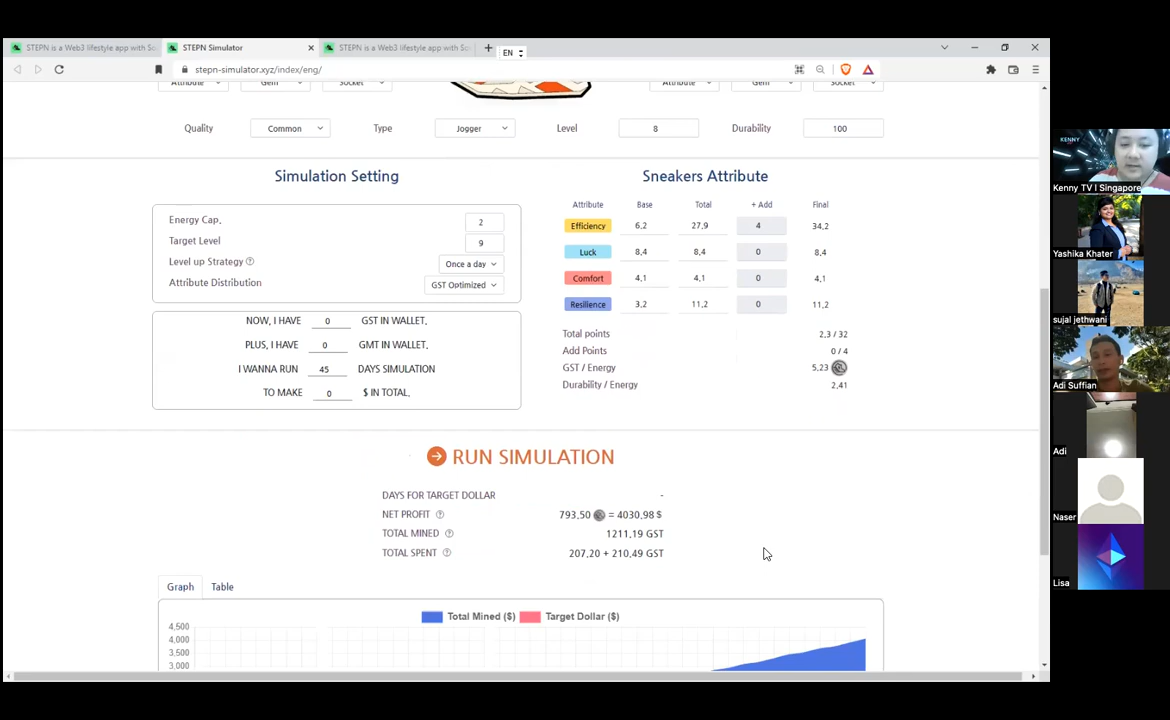 STEPN is a Web3 lifestyle app with So
STEPN Simulator
STEPN is a Web3 lifestyle app with So
EN
stepn-simulator.xyz/index/eng/
Attribute Gem Socket Attribute Gem Socket
Quality Common Type Jogger Level 8 Durability 100
Simulation Setting
Energy Cap. 2
Target Level 9
Level up Strategy ? Once a day
Attribute Distribution GST Optimized
NOW, I HAVE 0 GST IN WALLET.
PLUS, I HAVE 0 GMT IN WALLET.
I WANNA RUN 45 DAYS SIMULATION
TO MAKE 0 $ IN TOTAL.
Sneakers Attribute
Attribute Base Total + Add Final
Efficiency 6.2 27.9 4 34.2
Luck 8.4 8.4 0 8.4
Comfort 4.1 4.1 0 4.1
Resilience 3.2 11.2 0 11.2
Total points 2.3 / 32
Add Points 0 / 4
GST / Energy 5.23
Durability / Energy 2.41
RUN SIMULATION
DAYS FOR TARGET DOLLAR -
NET PROFIT ? 793.50 = 4030.98 $
TOTAL MINED ? 1211.19 GST
TOTAL SPENT ? 207.20 + 210.49 GST
Graph Table
Total Mined ($) Target Dollar ($)
4,500
4,000
3,500
3,000
KENNY
Kenny TV I Singapore
Yashika Khater
sujal jethwani
Adi Suffian
Adi
Naser
Lisa